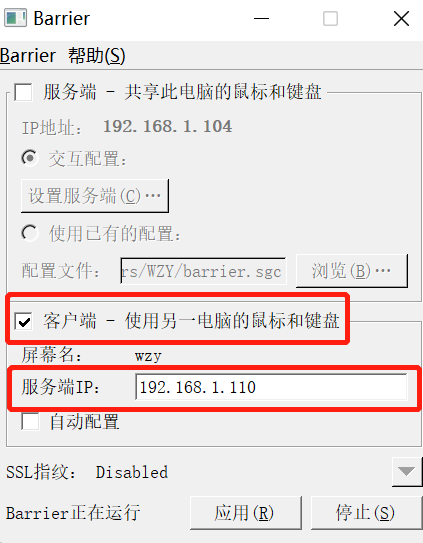 Barrier
Barrier 帮助(S)
服务端 - 共享此电脑的鼠标和键盘
IP地址: 192.168.1.104
交互配置:
设置服务端(C)…
使用已有的配置:
配置文件: rs/WZY/barrier.sgc 浏览(B)…
客户端 - 使用另一电脑的鼠标和键盘
屏幕名: wzy
服务端IP: 192.168.1.110
自动配置
SSL指纹: Disabled
Barrier正在运行 应用(R) 停止(S)